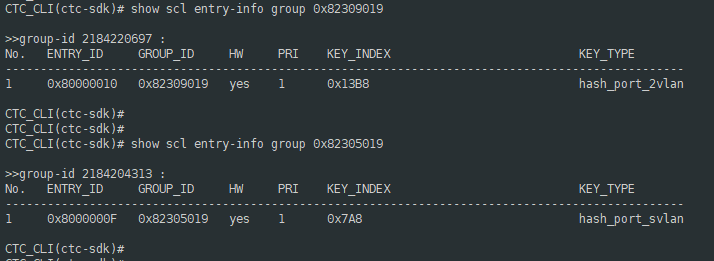 CTC_CLI(ctc-sdk)# show scl entry-info group 0x82309019
>>group-id 2184220697 :
No. ENTRY_ID GROUP_ID HW PRI KEY_INDEX KEY_TYPE
--------------------------------------------------------------------------------------------------
1 0x80000010 0x82309019 yes 1 0x13B8 hash_port_2vlan
CTC_CLI(ctc-sdk)#
CTC_CLI(ctc-sdk)#
CTC_CLI(ctc-sdk)# show scl entry-info group 0x82305019
>>group-id 2184204313 :
No. ENTRY_ID GROUP_ID HW PRI KEY_INDEX KEY_TYPE
--------------------------------------------------------------------------------------------------
1 0x8000000F 0x82305019 yes 1 0x7A8 hash_port_svlan
CTC_CLI(ctc-sdk)#